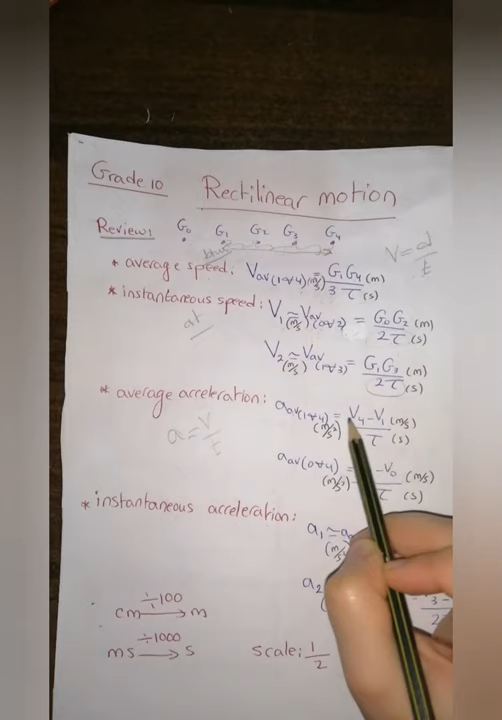 Grade 10 Rectilinear motion
Review: G₀ G₁ G₂ G₃ G₄
V = d/t
* average speed: Vav(1→4)(m/s) = G₁G₄ (m) / 3τ (s)
* instantaneous speed: V₁(m/s) ≃ Vav(0→2) = G₀G₂ (m) / 2τ (s)
at
V₂(m/s) ≃ Vav(1→3) = G₁G₃ (m) / 2τ (s)
* average accleration: aav(1→4)(m/s²) = V₄-V₁ (m/s) / τ (s)
a = V/t
aav(0→4)(m/s²) = -V₀ (m/s) / τ (s)
* instantaneous acceleration:
a₁ ≃ a
a₂
cm ÷100 → m
ms ÷1000 → s scale: 1/2